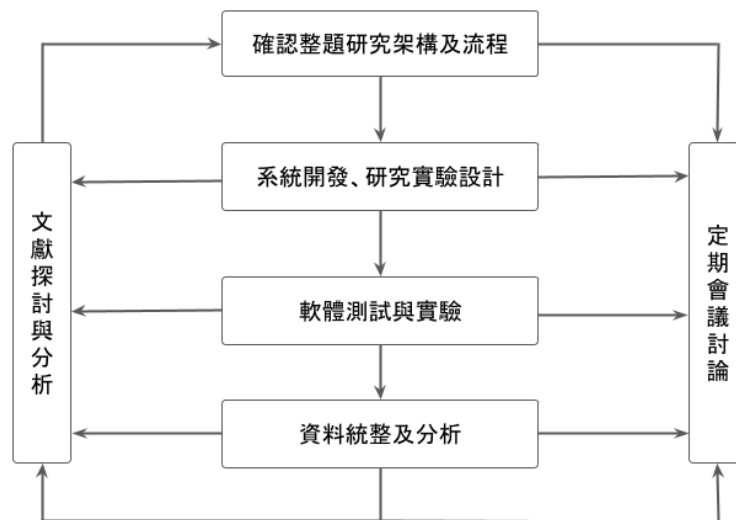 確認整題研究架構及流程
系統開發、研究實驗設計
文獻探討與分析
定期會議討論
軟體測試與實驗
資料統整及分析